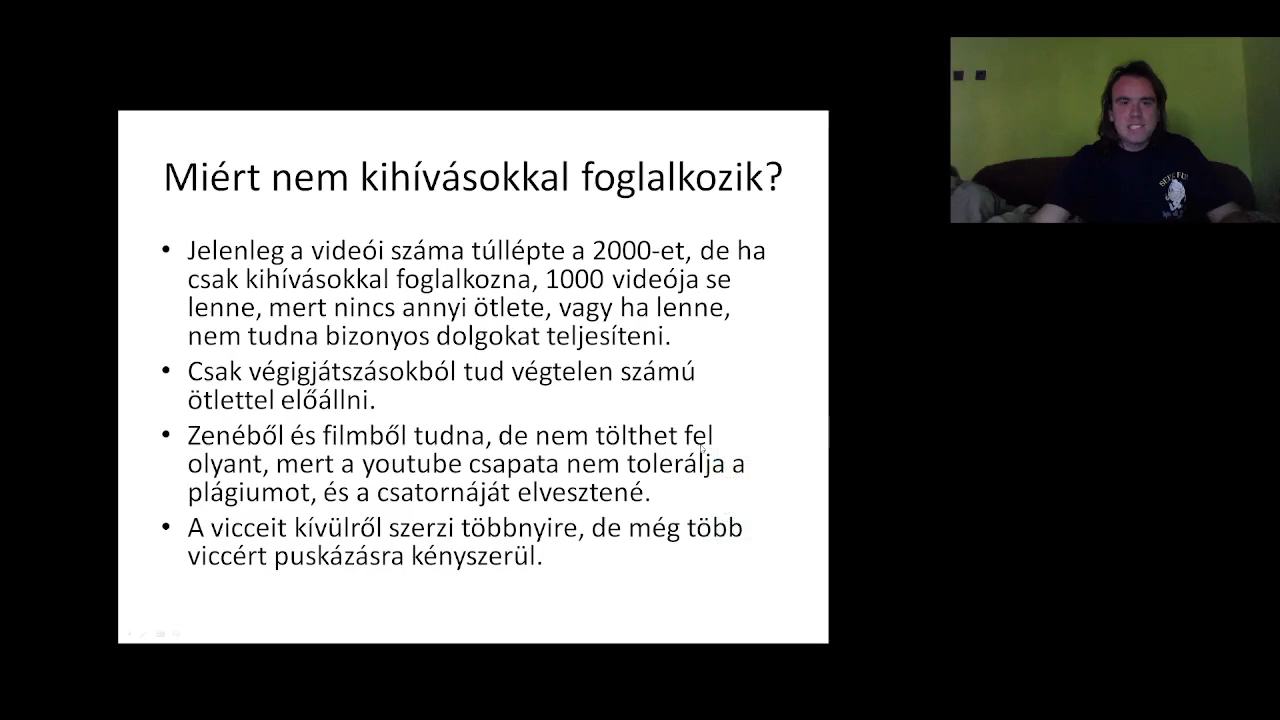 Miért nem kihívásokkal foglalkozik?
• Jelenleg a videói száma túllépte a 2000-et, de ha
csak kihívásokkal foglalkozna, 1000 videója se
lenne, mert nincs annyi ötlete, vagy ha lenne,
nem tudna bizonyos dolgokat teljesíteni.
• Csak végigjátszásokból tud végtelen számú
ötlettel előállni.
• Zenéből és filmből tudna, de nem tölthet fel
olyant, mert a youtube csapata nem tolerálja a
plágiumot, és a csatornáját elvesztené.
• A vicceit kívülről szerzi többnyire, de még több
viccért puskázásra kényszerül.